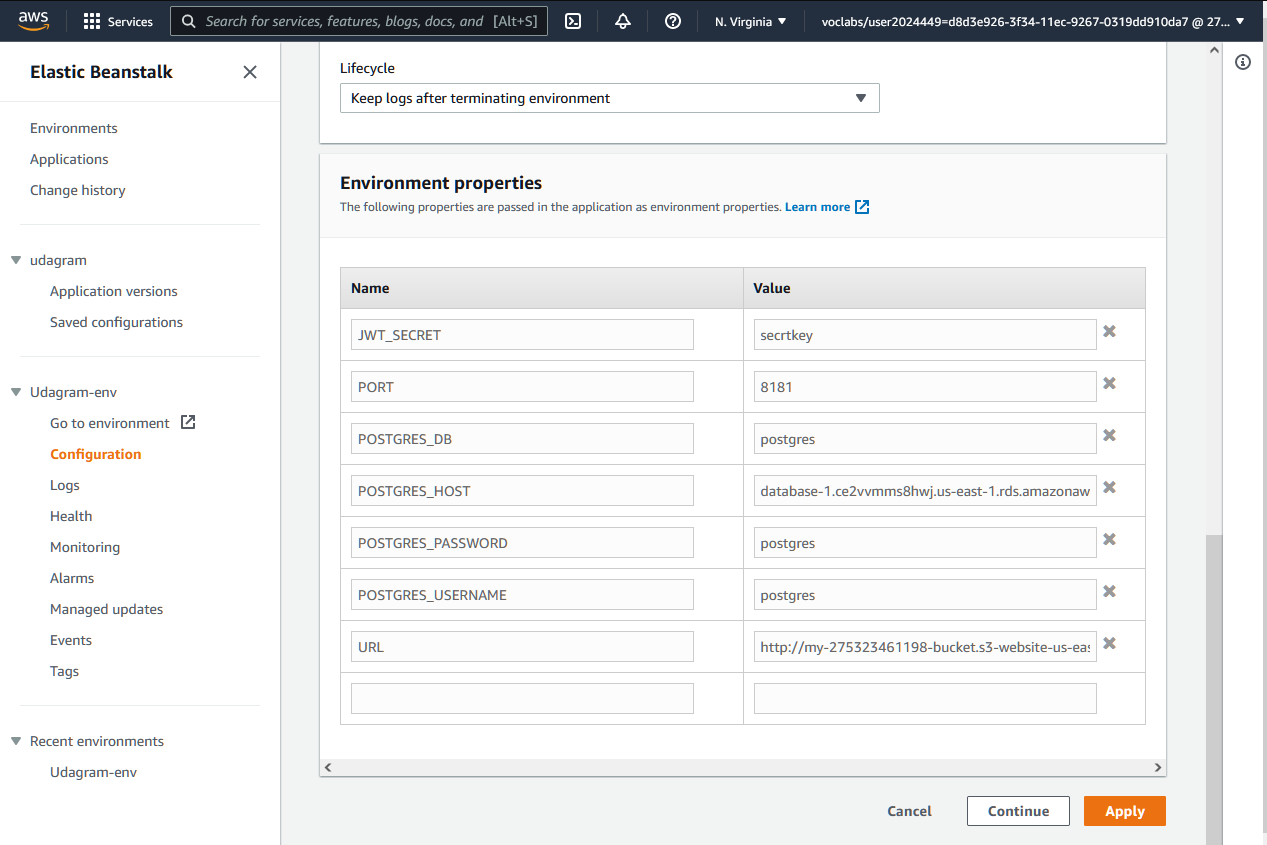 aws
Services
Search for services, features, blogs, docs, and [Alt+S]
N. Virginia
voclabs/user2024449=d8d3e926-3f34-11ec-9267-0319dd910da7 @ 27...
Elastic Beanstalk
Environments
Applications
Change history
udagram
Application versions
Saved configurations
Udagram-env
Go to environment
Configuration
Logs
Health
Monitoring
Alarms
Managed updates
Events
Tags
Recent environments
Udagram-env
Lifecycle
Keep logs after terminating environment
Environment properties
The following properties are passed in the application as environment properties. Learn more
Name Value
JWT_SECRET secrtkey
PORT 8181
POSTGRES_DB postgres
POSTGRES_HOST database-1.ce2vvmms8hwj.us-east-1.rds.amazonaw
POSTGRES_PASSWORD postgres
POSTGRES_USERNAME postgres
URL http://my-275323461198-bucket.s3-website-us-eas
Cancel Continue Apply